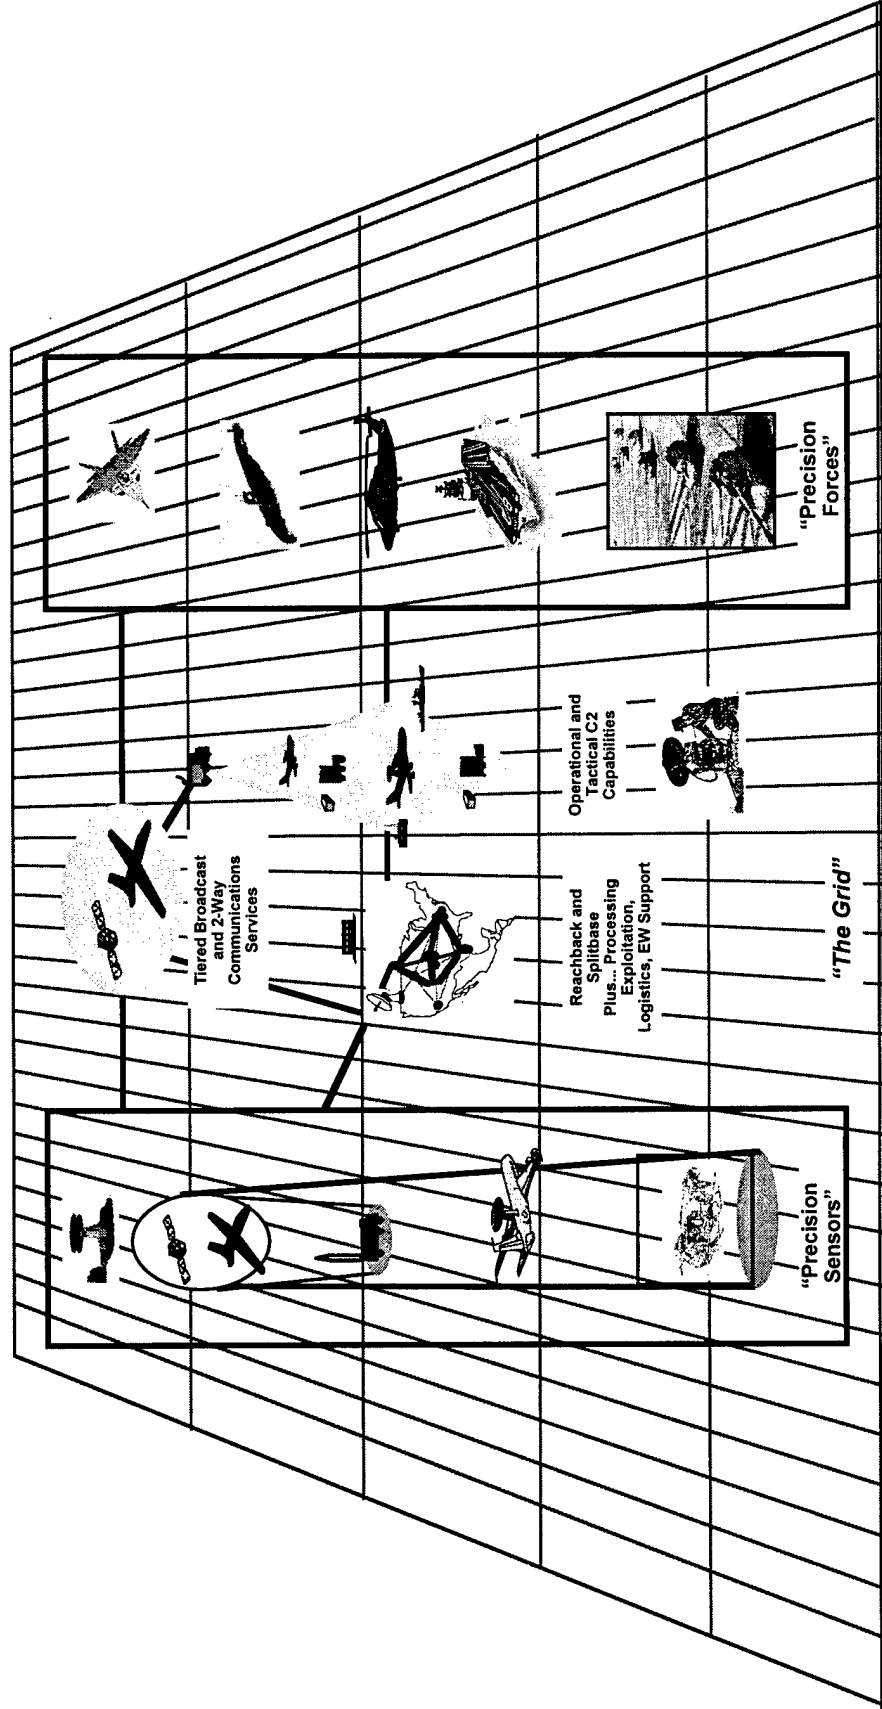 Tiered Broadcast
and 2-Way
Communications
Services
Reachback and
Splitbase
Plus... Processing
Exploitation,
Logistics, EW Support
Operational and
Tactical C2
Capabilities
"Precision
Sensors"
"The Grid"
"Precision
Forces"